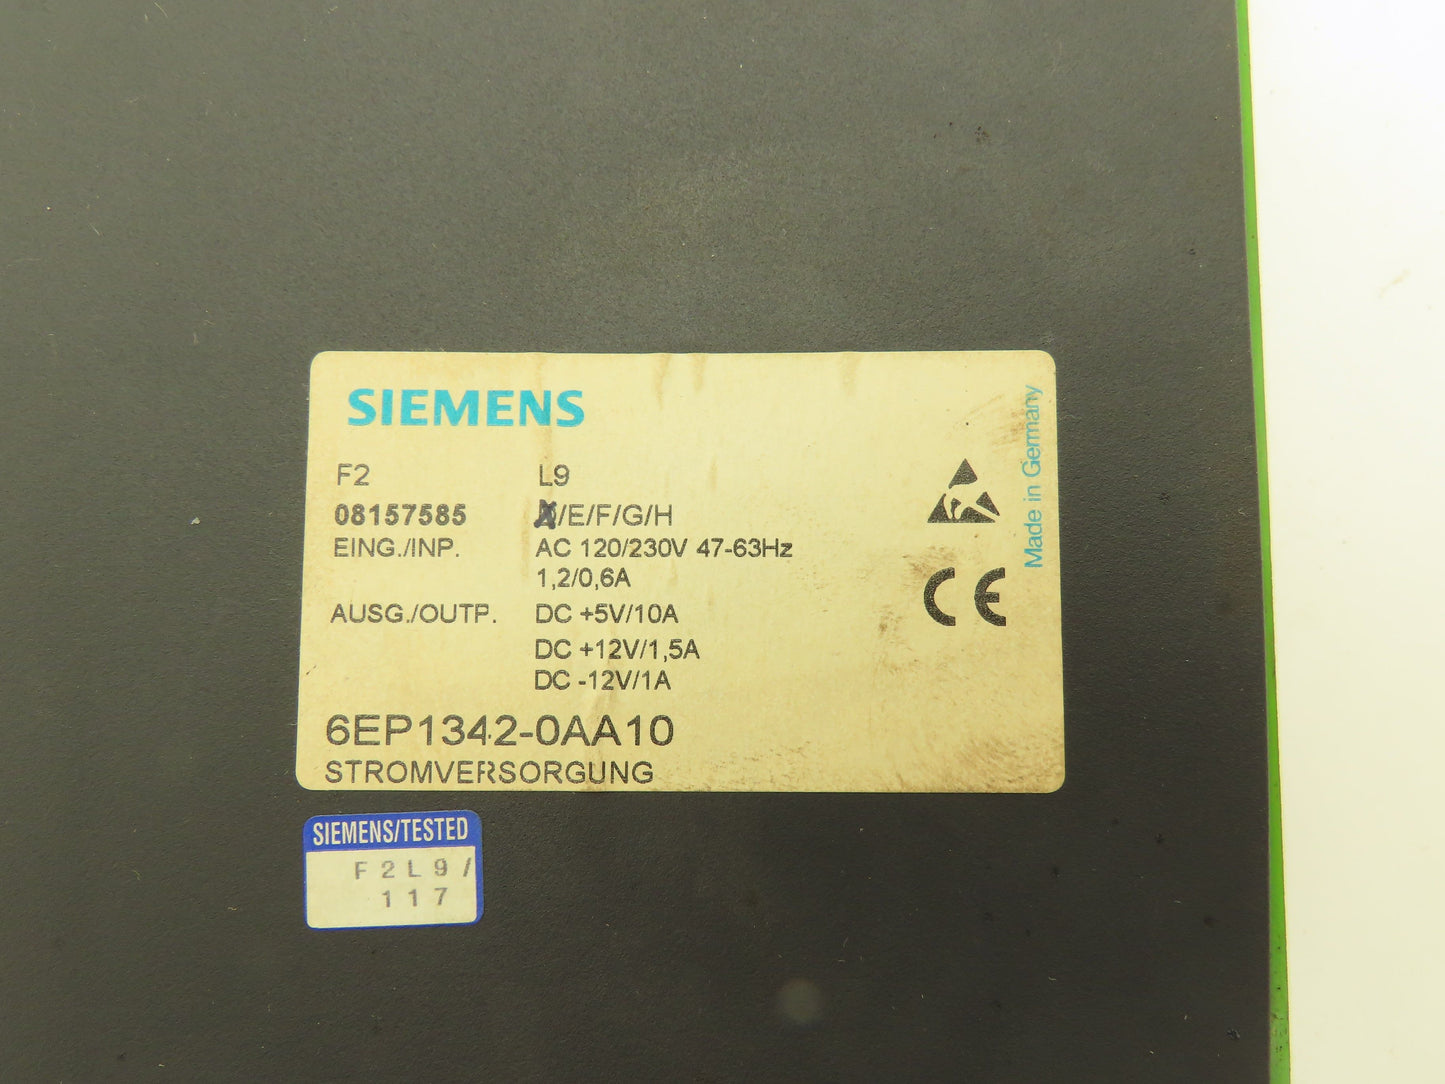 SIEMENS
F2 L9
08157585 /E/F/G/H
EING./INP. AC 120/230V 47-63Hz
1,2/0,6A
AUSG./OUTP. DC +5V/10A
DC +12V/1,5A
DC -12V/1A
6EP1342-0AA10
STROMVERSORGUNG
Made in Germany
CE
SIEMENS/TESTED
F2L9/
117